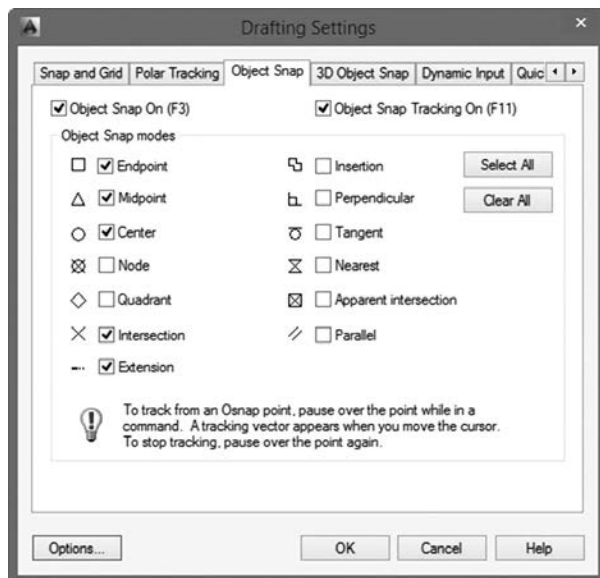 Drafting Settings
Snap and Grid Polar Tracking Object Snap 3D Object Snap Dynamic Input Quic
Object Snap On (F3) Object Snap Tracking On (F11)
Object Snap modes
Endpoint Insertion Select All
Midpoint Perpendicular Clear All
Center Tangent
Node Nearest
Quadrant Apparent intersection
Intersection Parallel
Extension
To track from an Osnap point, pause over the point while in a
command. A tracking vector appears when you move the cursor.
To stop tracking, pause over the point again.
Options... OK Cancel Help